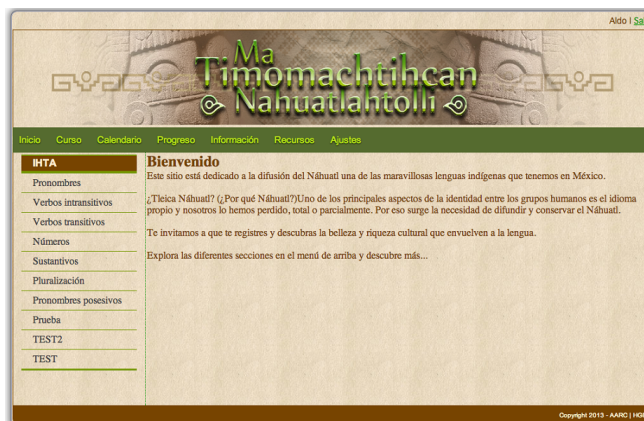 Aldo |
Ma
Timomachtihcan
Nahuatlahtolli
Inicio Curso Calendario Progreso Información Recursos Ajustes
IHTA
Pronombres
Verbos intransitivos
Verbos transitivos
Números
Sustantivos
Pluralización
Pronombres posesivos
Prueba
TEST2
TEST
Bienvenido
Este sitio está dedicado a la difusión del Náhuatl una de las maravillosas lenguas indígenas que tenemos en México.
¿Tleica Náhuatl? (¿Por qué Náhuatl?)Uno de los principales aspectos de la identidad entre los grupos humanos es el idioma
propio y nosotros lo hemos perdido, total o parcialmente. Por eso surge la necesidad de difundir y conservar el Náhuatl.
Te invitamos a que te registres y descubras la belleza y riqueza cultural que envuelven a la lengua.
Explora las diferentes secciones en el menú de arriba y descubre más...
Copyright 2013 - AARC |